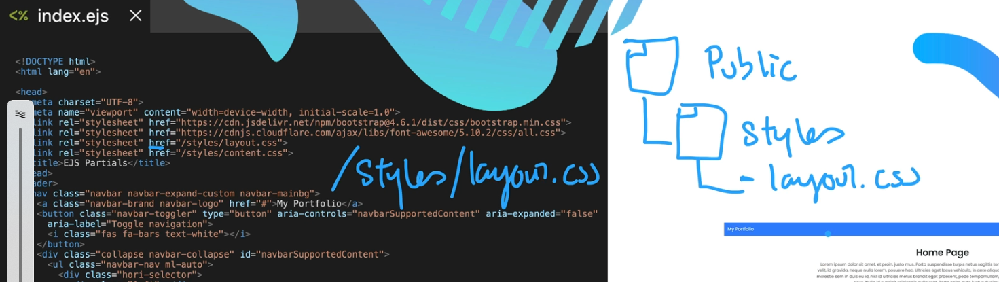 <% index.ejs ×
<!DOCTYPE html>
<html lang="en">
<head>
meta charset="UTF-8">
meta name="viewport" content="width=device-width, initial-scale=1.0">
link rel="stylesheet" href="https://cdn.jsdelivr.net/npm/bootstrap@4.6.1/dist/css/bootstrap.min.css">
link rel="stylesheet" href="https://cdnjs.cloudflare.com/ajax/libs/font-awesome/5.10.2/css/all.css">
link rel="stylesheet" href="/styles/layout.css">
link rel="stylesheet" href="/styles/content.css">
title>EJS Partials</title>
ead>
ader>
nav class="navbar navbar-expand-custom navbar-mainbg">
<a class="navbar-brand navbar-logo" href="#">My Portfolio</a>
<button class="navbar-toggler" type="button" aria-controls="navbarSupportedContent" aria-expanded="false"
aria-label="Toggle navigation">
<i class="fas fa-bars text-white"></i>
</button>
<div class="collapse navbar-collapse" id="navbarSupportedContent">
<ul class="navbar-nav ml-auto">
<div class="hori-selector">
/styles/layout.css
Public
styles
- layout.css
My Portfolio
Home Page
Lorem ipsum dolor sit amet, et proin, justo mus. Porta suspendisse turpis netus sagittis tor
velit, id gravida, neque nulla lorem, posuere hac. Ultricies eget lacus vehicula, in ante aliqu
molestie sem in duis eu id, nisl id ultricies metus blandit eget praesent, pede tempornulam